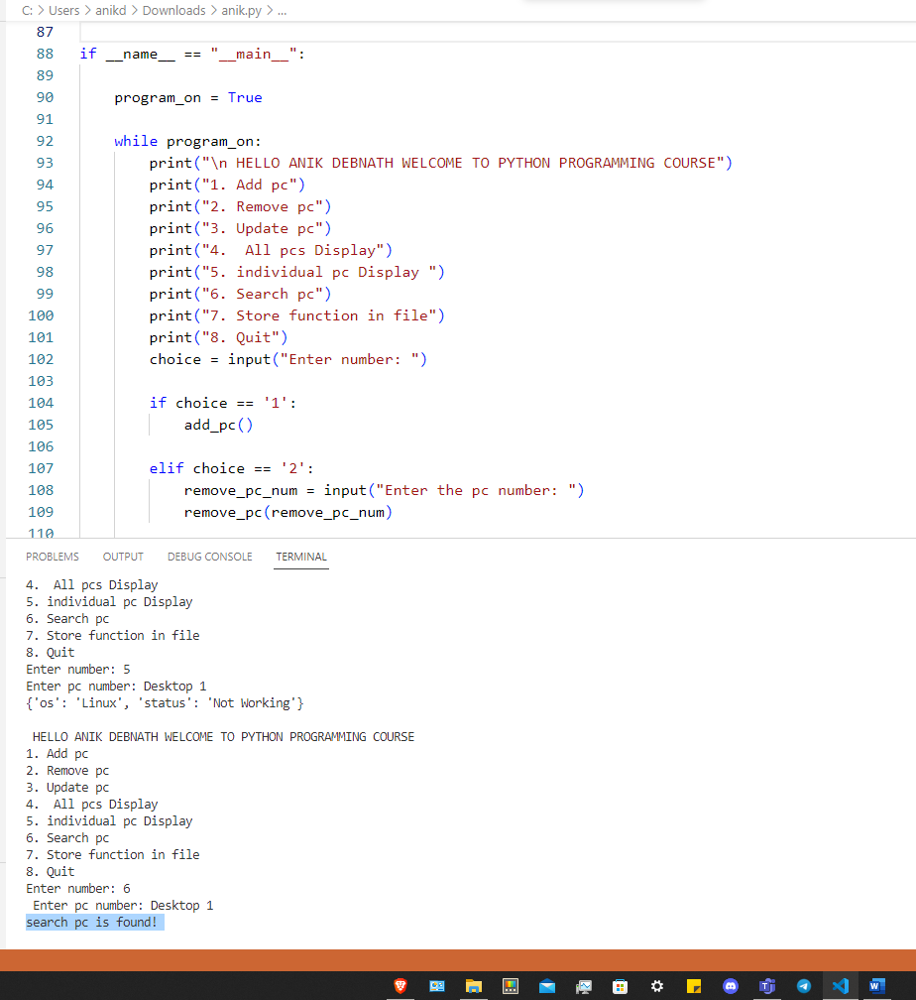 C: > Users > anikd > Downloads > anik.py > ...
87
88 if __name__ == "__main__":
89
90 program_on = True
91
92 while program_on:
93 print("\n HELLO ANIK DEBNATH WELCOME TO PYTHON PROGRAMMING COURSE")
94 print("1. Add pc")
95 print("2. Remove pc")
96 print("3. Update pc")
97 print("4.  All pcs Display")
98 print("5. individual pc Display ")
99 print("6. Search pc")
100 print("7. Store function in file")
101 print("8. Quit")
102 choice = input("Enter number: ")
103
104 if choice == '1':
105 add_pc()
106
107 elif choice == '2':
108 remove_pc_num = input("Enter the pc number: ")
109 remove_pc(remove_pc_num)
110
PROBLEMS OUTPUT DEBUG CONSOLE TERMINAL
4.  All pcs Display
5. individual pc Display
6. Search pc
7. Store function in file
8. Quit
Enter number: 5
Enter pc number: Desktop 1
{'os': 'Linux', 'status': 'Not Working'}
HELLO ANIK DEBNATH WELCOME TO PYTHON PROGRAMMING COURSE
1. Add pc
2. Remove pc
3. Update pc
4.  All pcs Display
5. individual pc Display
6. Search pc
7. Store function in file
8. Quit
Enter number: 6
Enter pc number: Desktop 1
search pc is found!